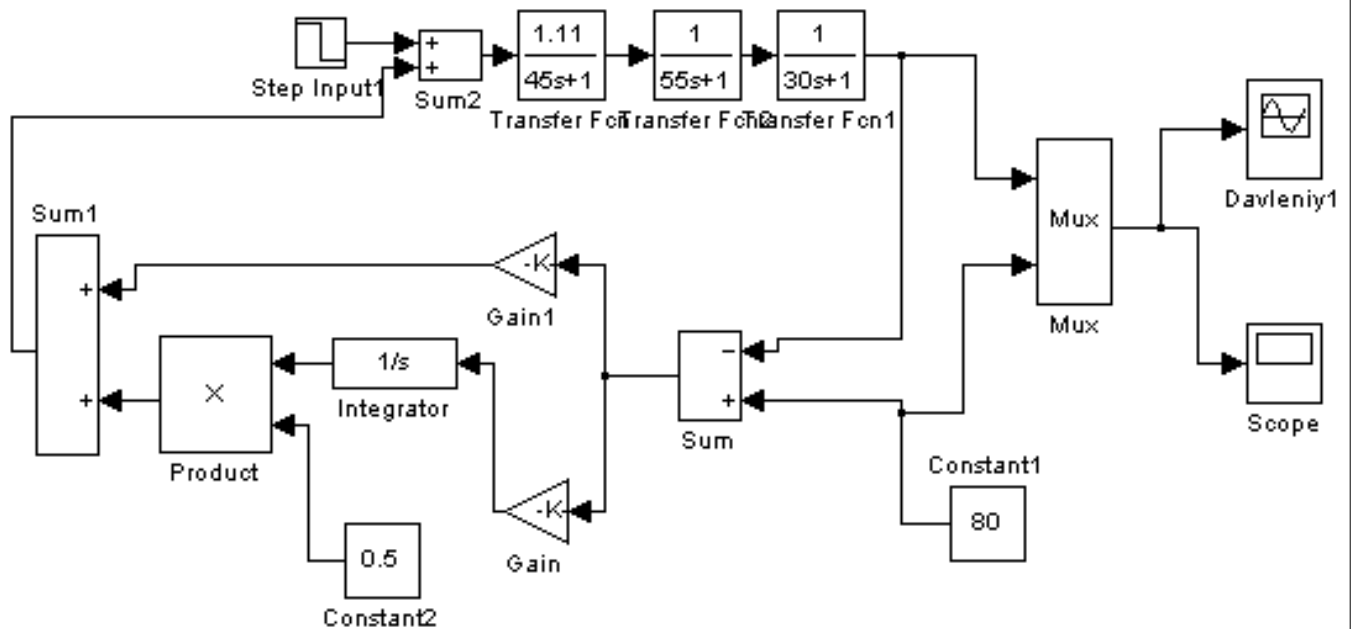 1.11
45s+1
1
55s+1
1
30s+1
+
+
Step Input1
Sum2
Transfer Fcn
Transfer Fcn2
Transfer Fcn1
Davleniy1
Mux
Mux
Sum1
+
+
-K-
Gain1
1/s
Integrator
−
+
Sum
×
Product
Scope
Constant1
80
-K-
Gain
0.5
Constant2